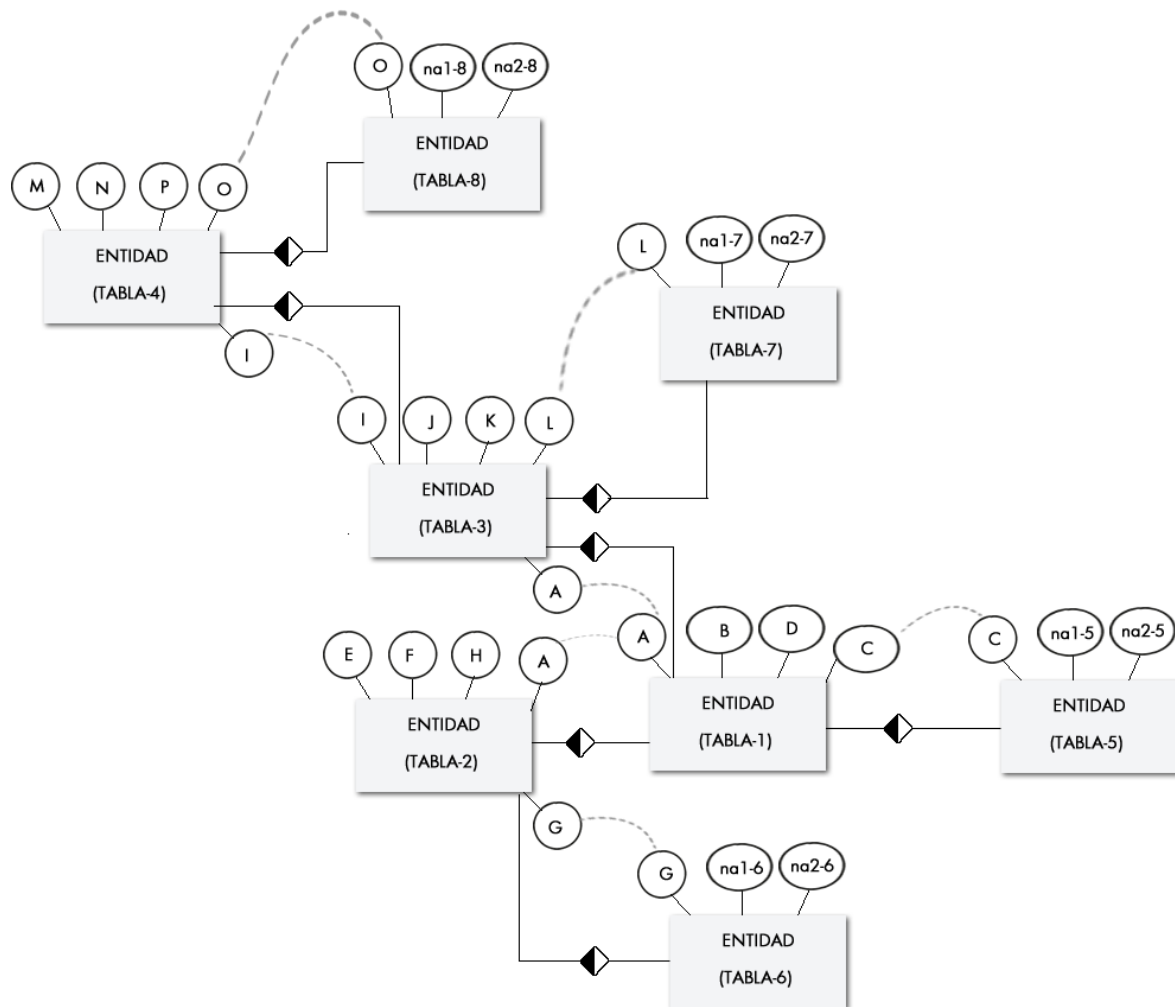 O
na1-8
na2-8
ENTIDAD
(TABLA-8)
M
N
P
O
ENTIDAD
(TABLA-4)
I
L
na1-7
na2-7
ENTIDAD
(TABLA-7)
I
J
K
L
ENTIDAD
(TABLA-3)
A
E
F
H
A
ENTIDAD
(TABLA-2)
G
A
B
D
C
ENTIDAD
(TABLA-1)
C
na1-5
na2-5
ENTIDAD
(TABLA-5)
G
na1-6
na2-6
ENTIDAD
(TABLA-6)